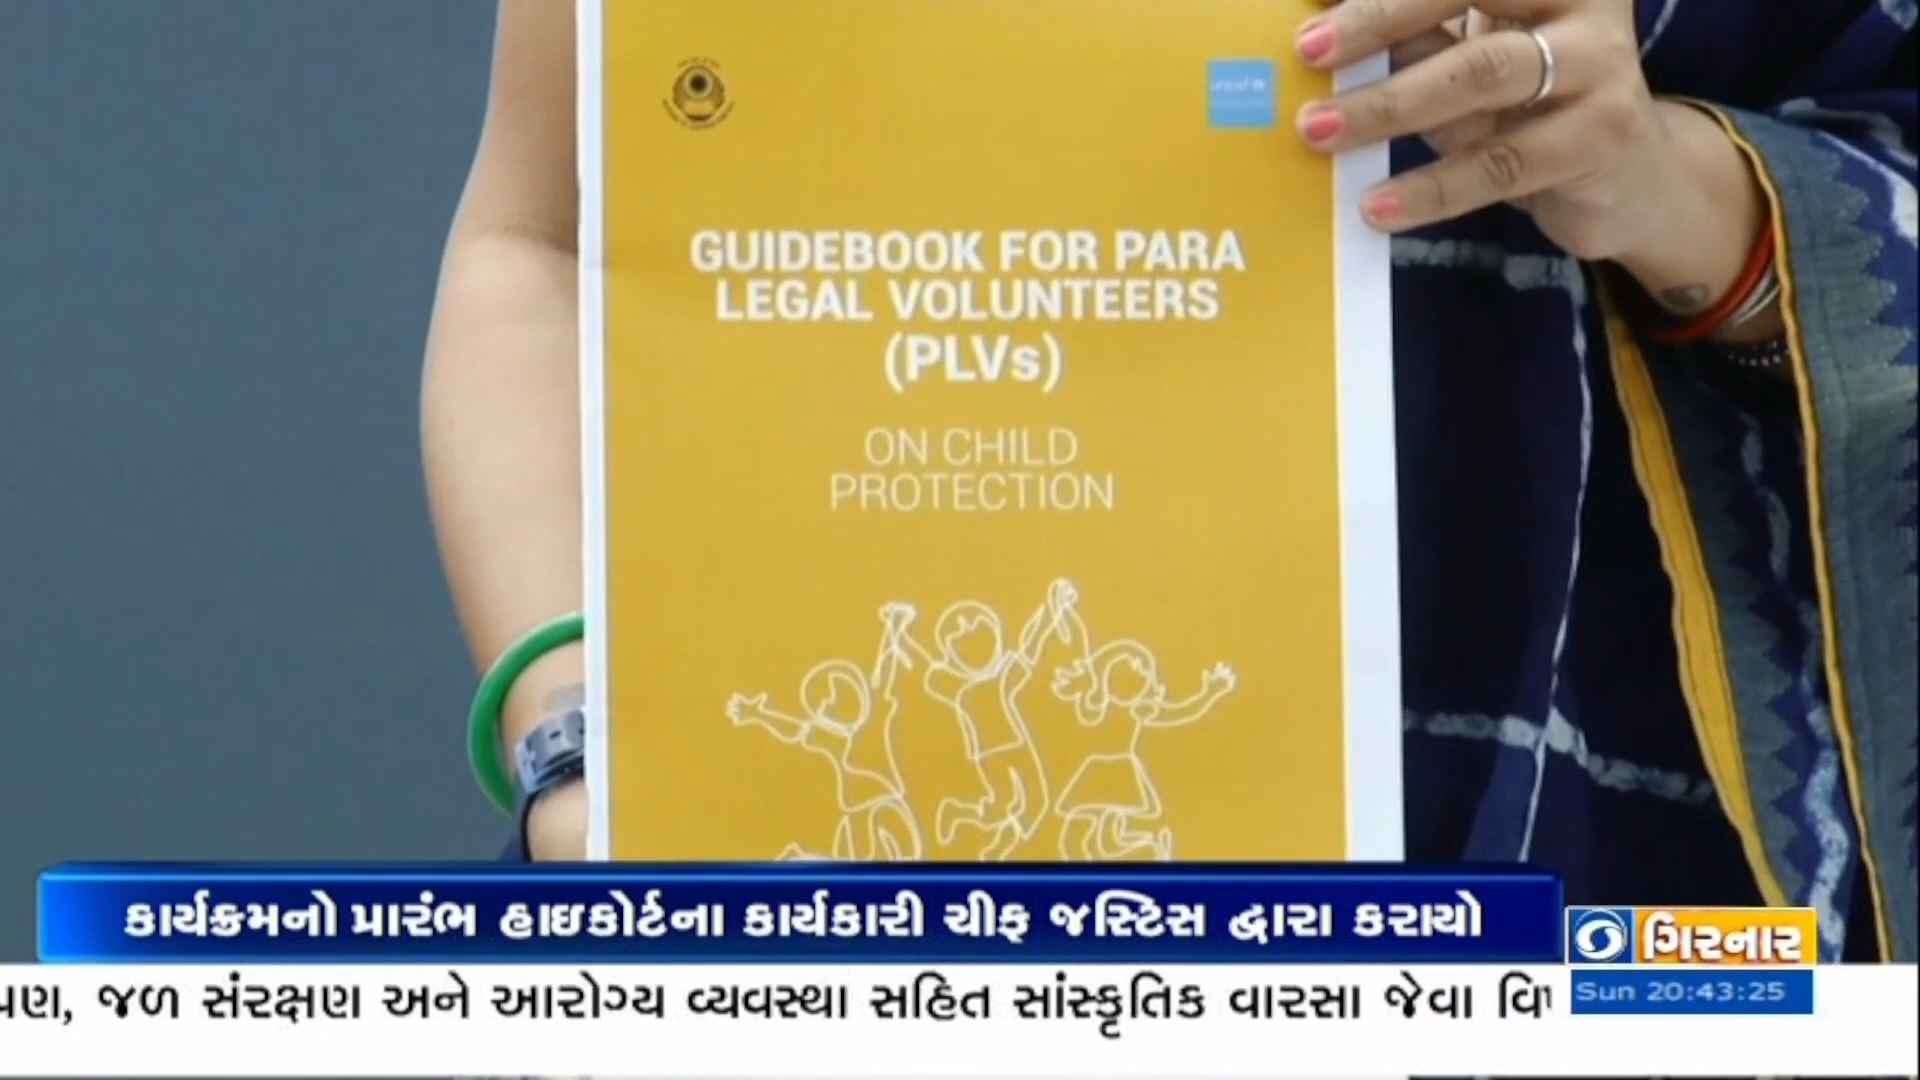 unicef
GUIDEBOOK FOR PARA
LEGAL VOLUNTEERS
(PLVs)
ON CHILD
PROTECTION
કાર્યક્રમનો પ્રારંભ હાઇકોર્ટના કાર્યકારી ચીફ જસ્ટિસ દ્વારા કરાયો
ગિરનાર
જળ સંરક્ષણ અને આરોગ્ય વ્યવસ્થા સહિત સાંસ્કૃતિક વારસા જેવા
Sun 20:43:25